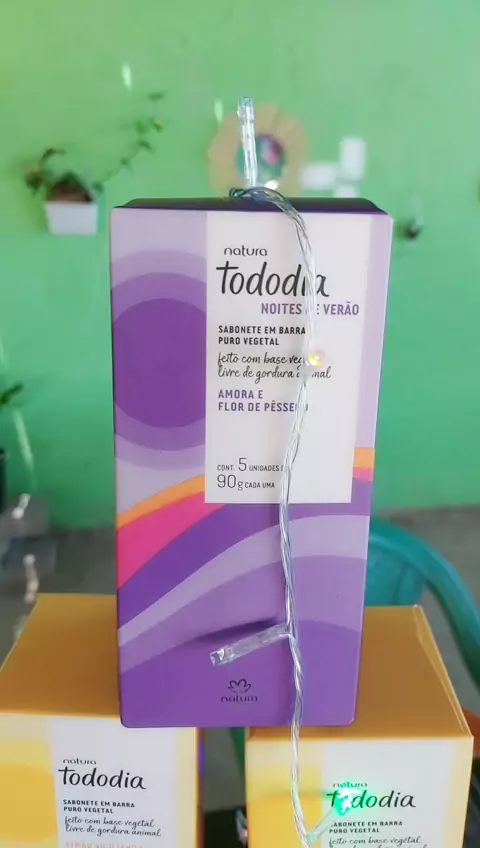 natura
Tododia
NOITES DE VERÃO
SABONETE EM BARRA
PURO VEGETAL
feito com base vegetal
livre de gordura animal
AMORA E
FLOR DE PÊSSEGO
CONT. 5 UNIDADES
90g CADA UMA
natura
natura
Tododia
SABONETE EM BARRA
PURO VEGETAL
feito com base vegetal
livre de gordura animal
natura
Tododia
SABONETE EM BARRA
PURO VEGETAL
feito com base vegetal
livre de gordura animal